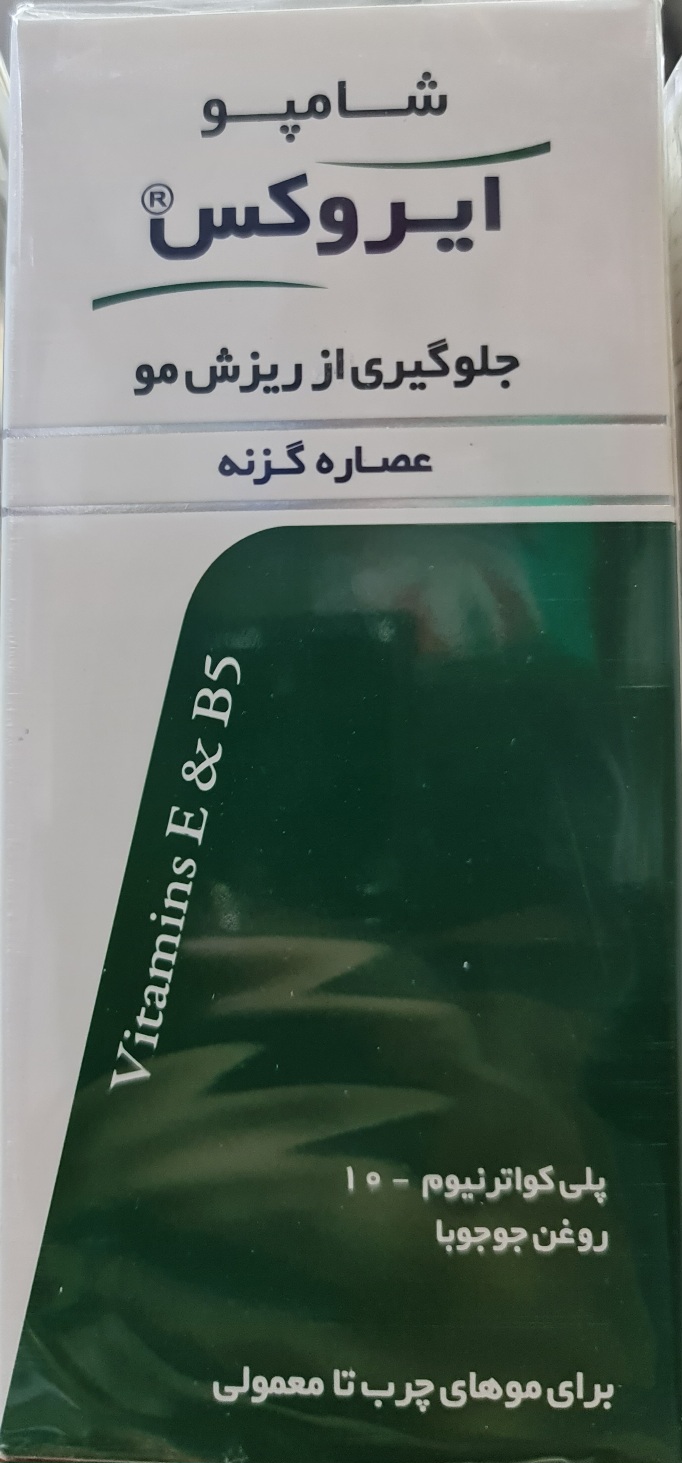 شامپو
ایروکس®
جلوگیری از ریزش مو
عصاره گزنه
Vitamins E & B5
پلی کواترنیوم - ۱۰
روغن جوجوبا
برای موهای چرب تا معمولی